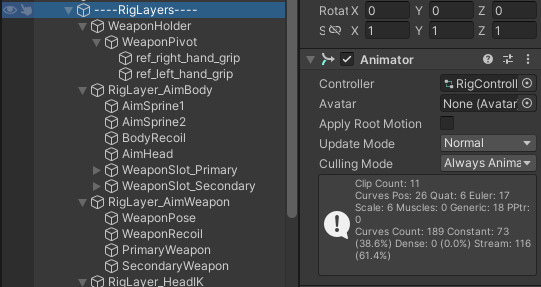 ----RigLayers----
WeaponHolder
WeaponPivot
ref_right_hand_grip
ref_left_hand_grip
RigLayer_AimBody
AimSprine1
AimSprine2
BodyRecoil
AimHead
WeaponSlot_Primary
WeaponSlot_Secondary
RigLayer_AimWeapon
WeaponPose
WeaponRecoil
PrimaryWeapon
SecondaryWeapon
RigLayer_HeadIK
Rotat X 0 Y 0 Z 0
S X 1 Y 1 Z 1
Animator
Controller RigControll
Avatar None (Avatar
Apply Root Motion
Update Mode Normal
Culling Mode Always Anima
Clip Count: 11
Curves Pos: 26 Quat: 6 Euler: 17
Scale: 6 Muscles: 0 Generic: 18 PPtr:
0
Curves Count: 189 Constant: 73
(38.6%) Dense: 0 (0.0%) Stream: 116
(61.4%)